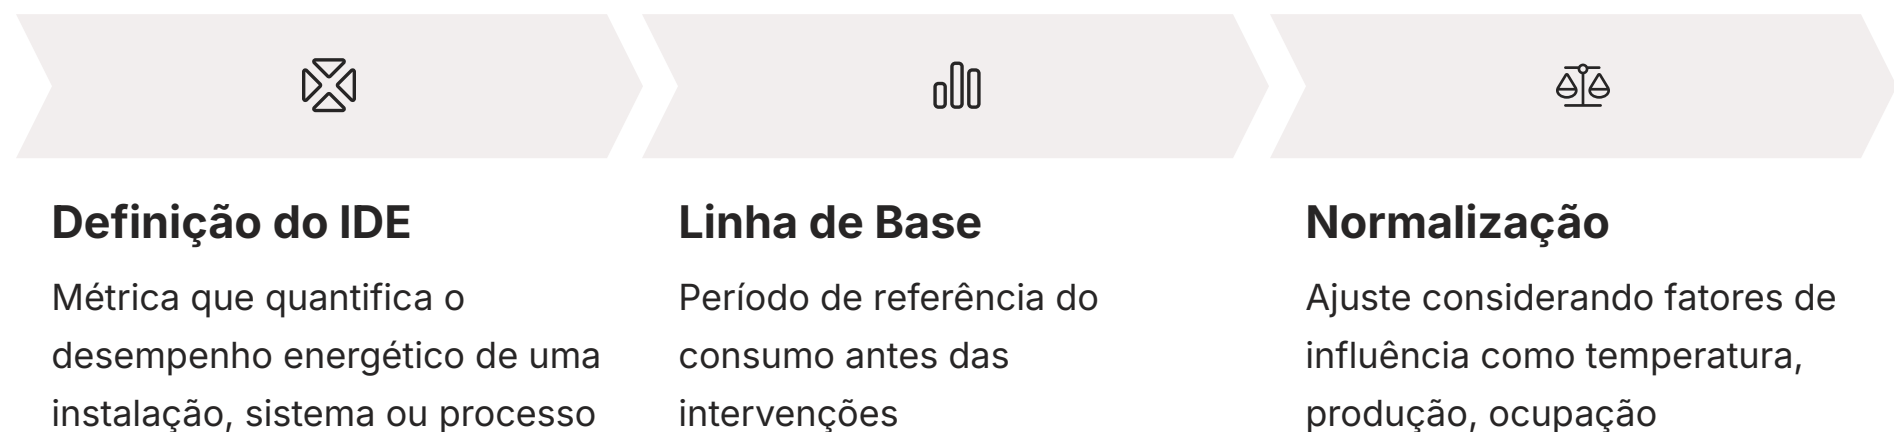 Definição do IDE
Métrica que quantifica o
desempenho energético de uma
instalação, sistema ou processo
Linha de Base
Período de referência do
consumo antes das
intervenções
Normalização
Ajuste considerando fatores de
influência como temperatura,
produção, ocupação